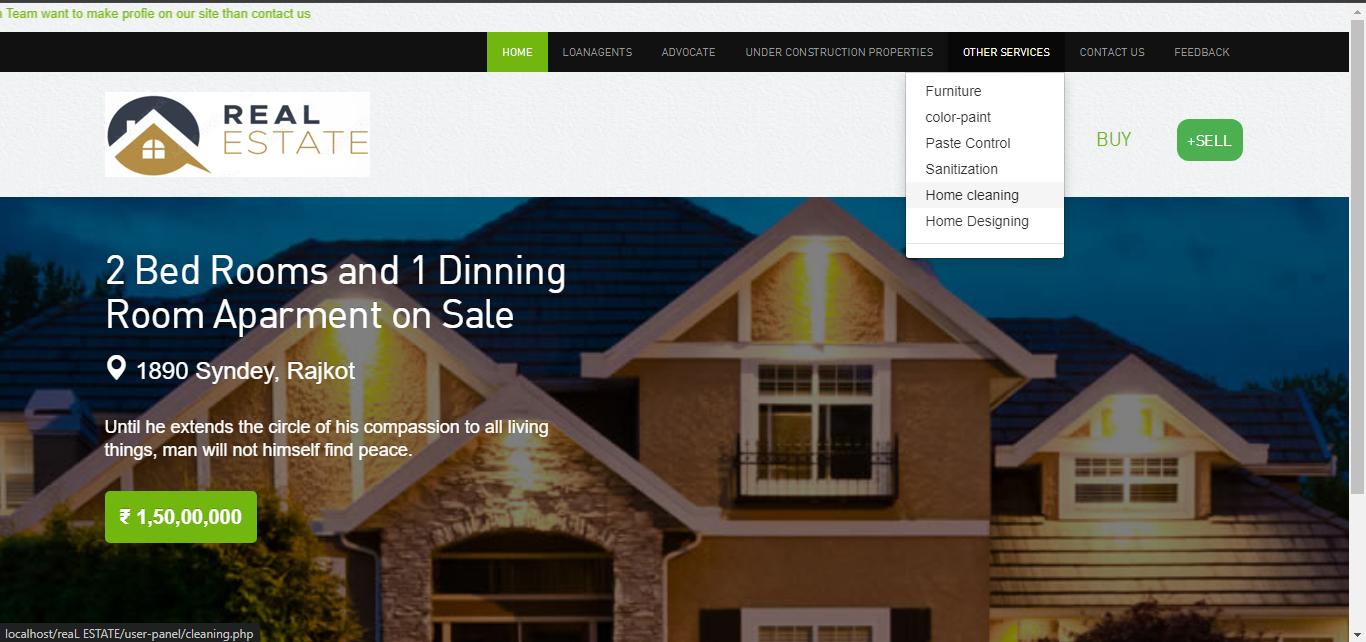 Team want to make profie on our site than contact us
HOME LOANAGENTS ADVOCATE UNDER CONSTRUCTION PROPERTIES OTHER SERVICES CONTACT US FEEDBACK
REAL
ESTATE
Furniture
color-paint
Paste Control
Sanitization
Home cleaning
Home Designing
BUY
+SELL
2 Bed Rooms and 1 Dinning
Room Aparment on Sale
1890 Syndey, Rajkot
Until he extends the circle of his compassion to all living
things, man will not himself find peace.
₹ 1,50,00,000
localhost/reaL ESTATE/user-panel/cleaning.php